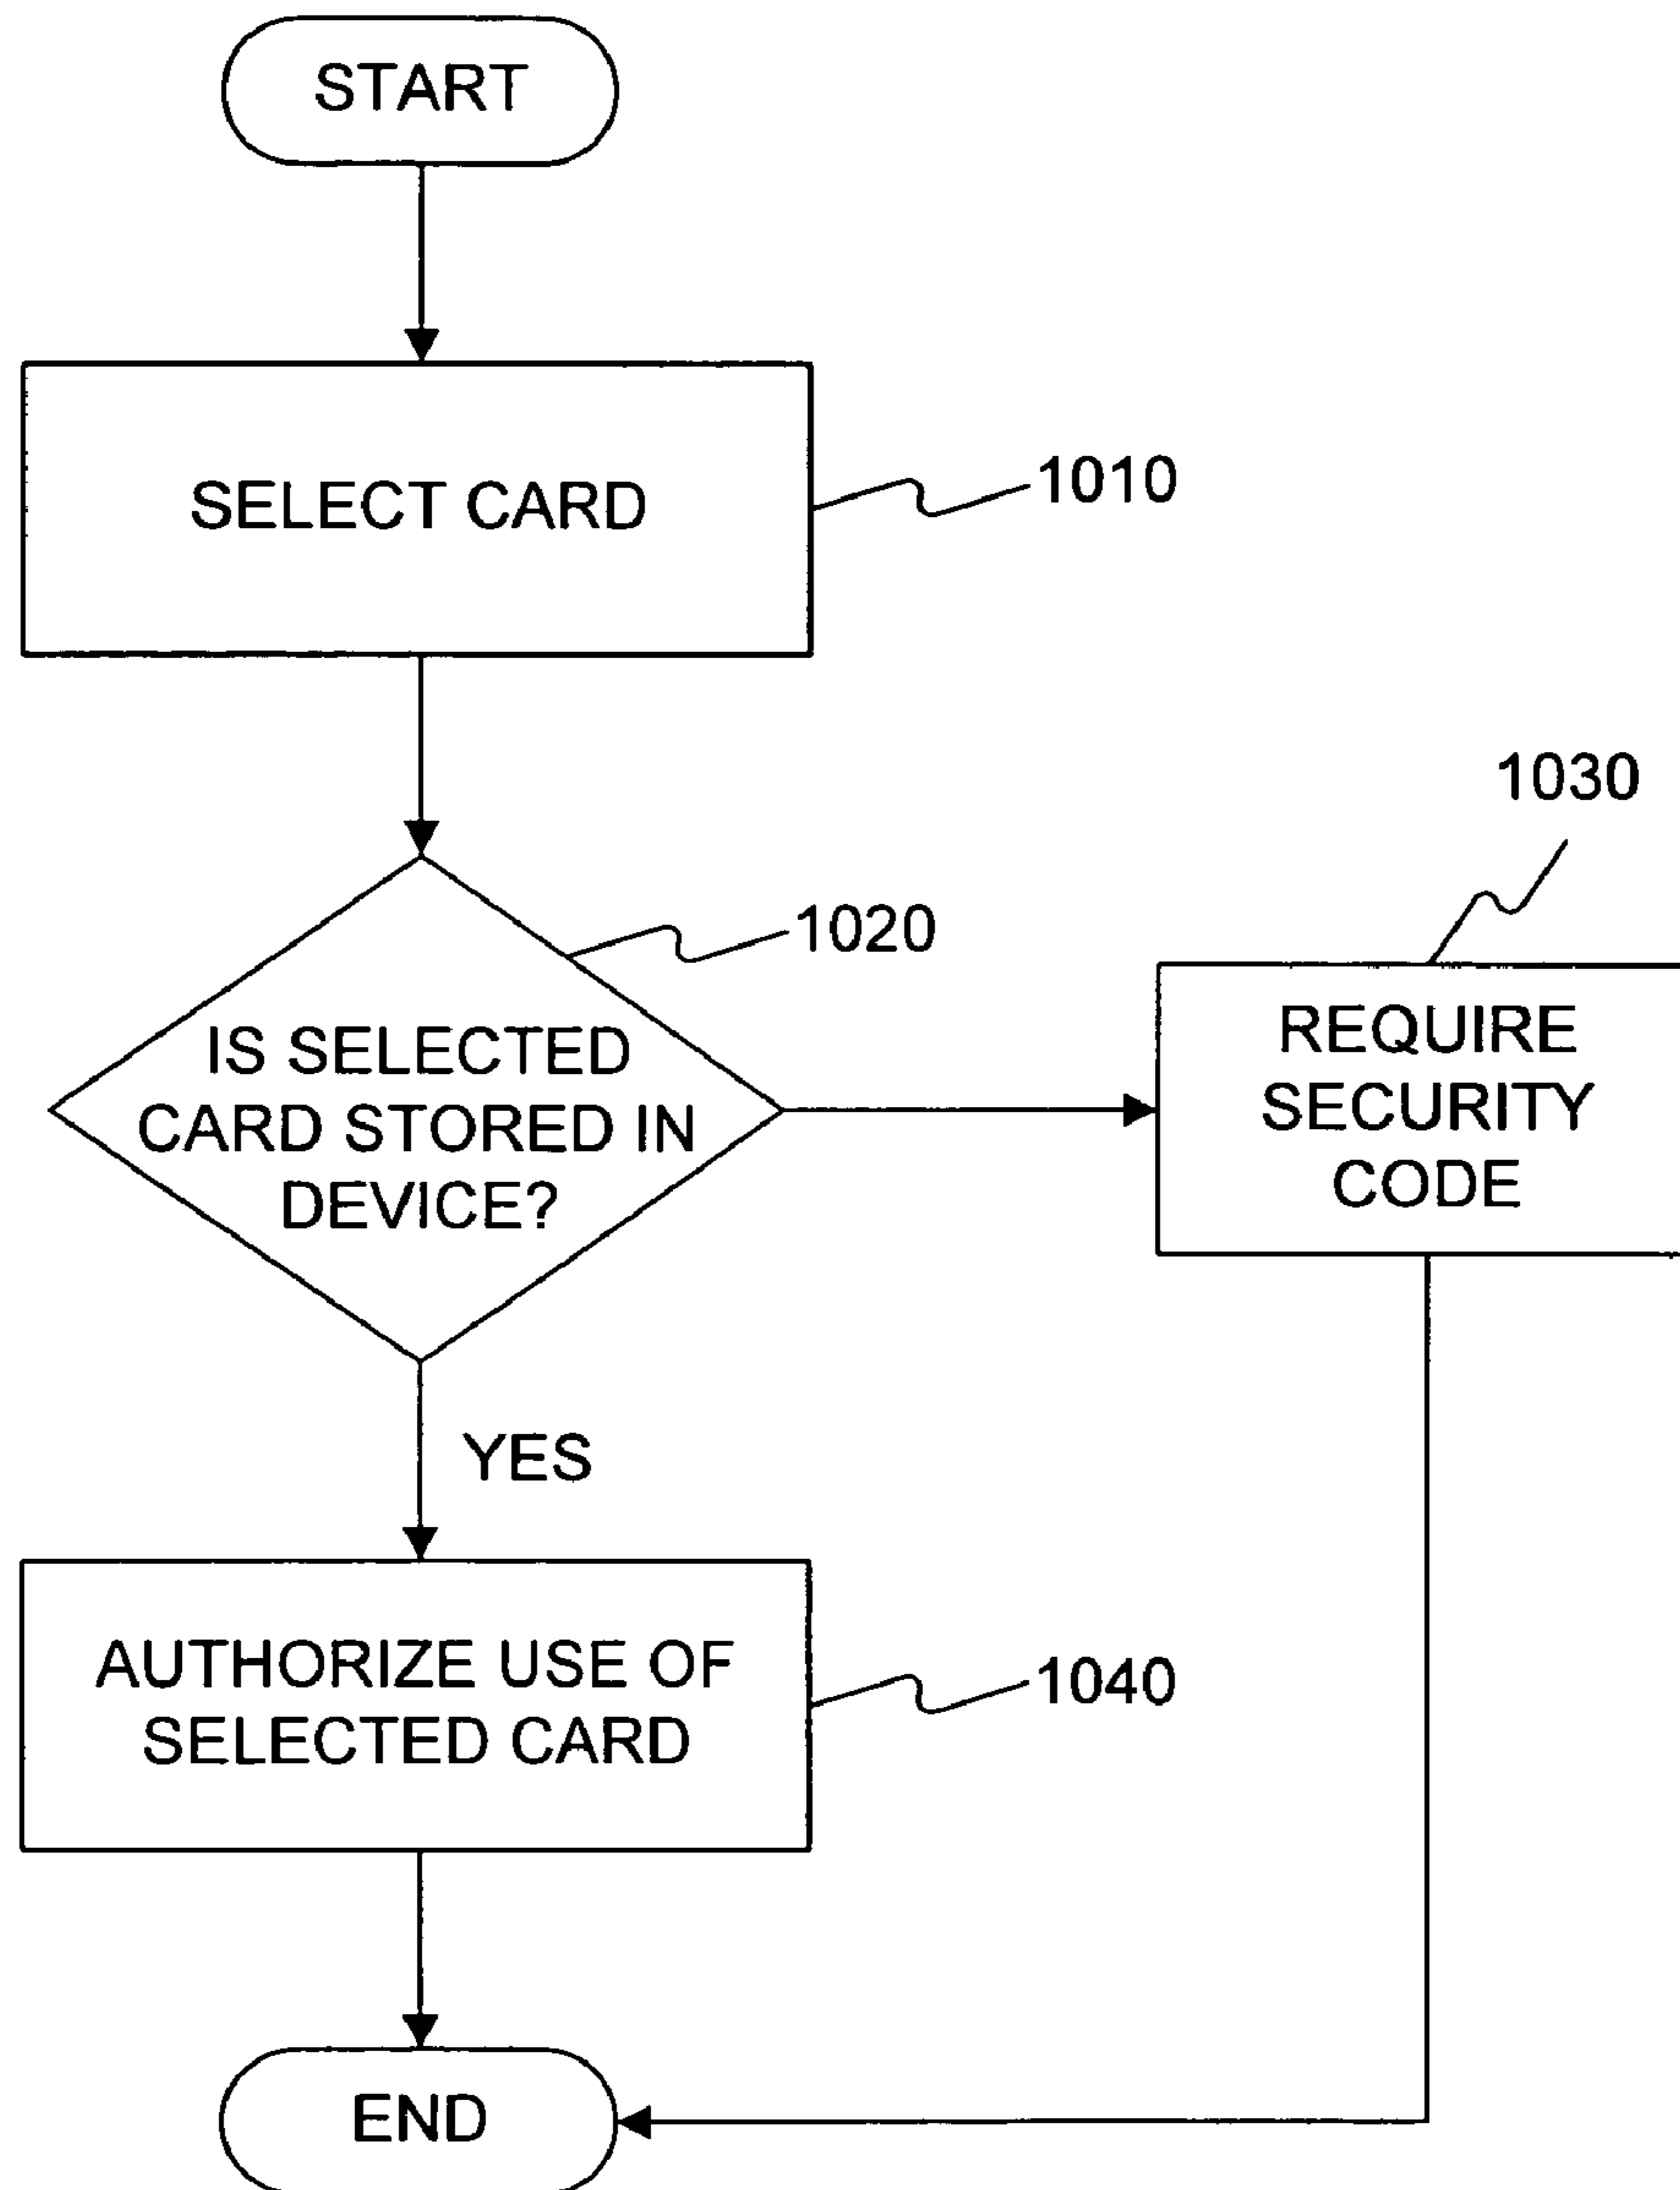 START
SELECT CARD
1010
1030
1020
IS SELECTED
CARD STORED IN
DEVICE?
REQUIRE
SECURITY
CODE
YES
AUTHORIZE USE OF
SELECTED CARD
1040
END